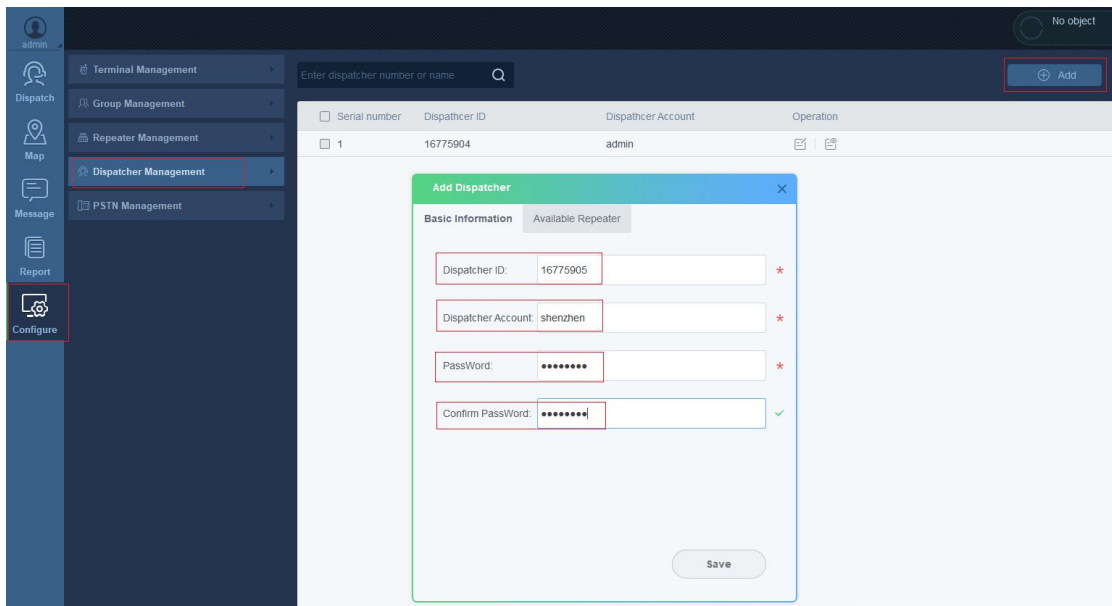 No object
admin
Dispatch
Map
Message
Report
Configure
Terminal Management
Group Management
Repeater Management
Dispatcher Management
PSTN Management
Enter dispatcher number or name
Add
Serial number Dispathcer ID Dispathcer Account Operation
1 16775904 admin
Add Dispatcher
Basic Information Available Repeater
Dispatcher ID: 16775905 *
Dispatcher Account: shenzhen *
PassWord: •••••••• *
Confirm PassWord: ••••••••
Save